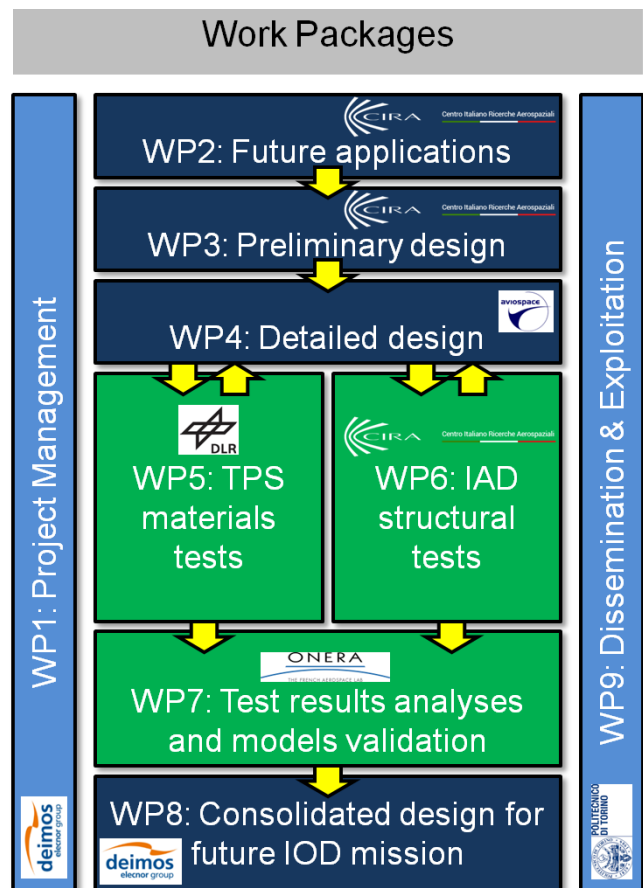 Work Packages
WP1: Project Management
deimos
elecnor group
CIRA
Centro Italiano Ricerche Aerospaziali
WP2: Future applications
CIRA
Centro Italiano Ricerche Aerospaziali
WP3: Preliminary design
aviospace
WP4: Detailed design
DLR
WP5: TPS
materials
tests
CIRA
Centro Italiano Ricerche Aerospaziali
WP6: IAD
structural
tests
ONERA
THE FRENCH AEROSPACE LAB
WP7: Test results analyses
and models validation
WP8: Consolidated design for
future IOD mission
deimos
elecnor group
WP9: Dissemination & Exploitation
POLITECNICO
DI TORINO